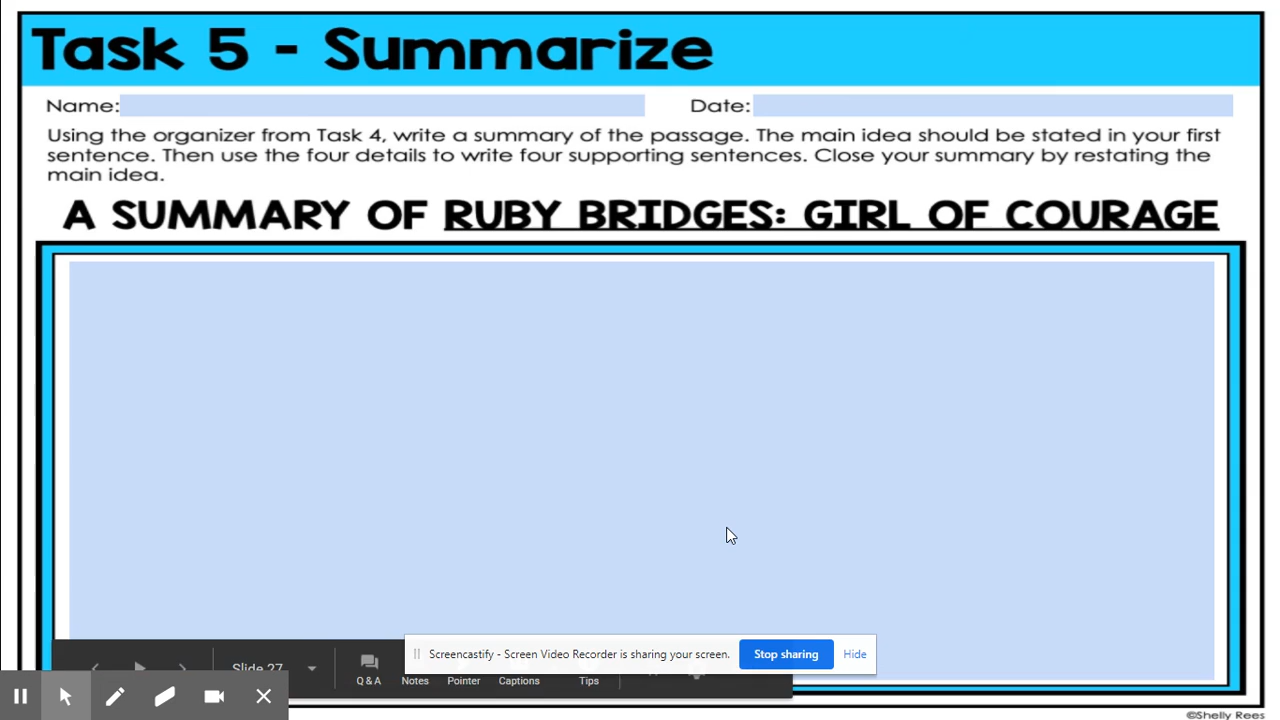 Task 5 - Summarize
Name:
Date:
Using the organizer from Task 4, write a summary of the passage. The main idea should be stated in your first
sentence. Then use the four details to write four supporting sentences. Close your summary by restating the
main idea.
A SUMMARY OF RUBY BRIDGES: GIRL OF COURAGE
Screencastify - Screen Video Recorder is sharing your screen.
Stop sharing
Hide
Slide 27
Q & A
Notes
Pointer
Captions
Tips
©Shelly Rees